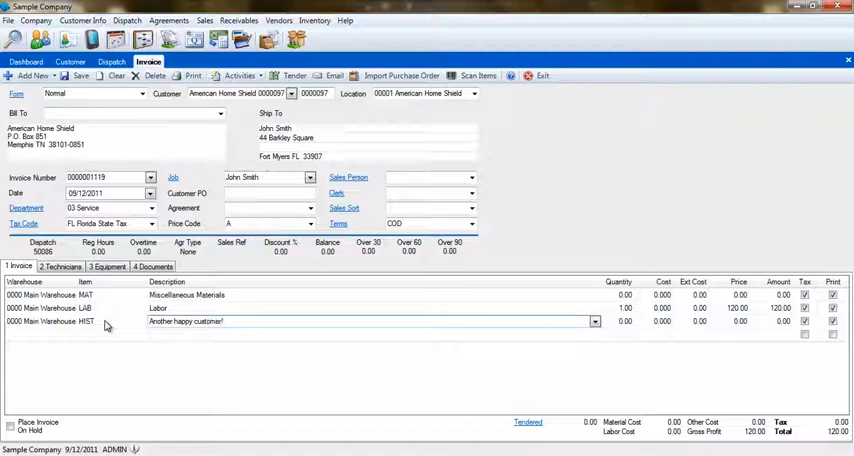 Sample Company
File Company Customer Info Dispatch Agreements Sales Receivables Vendors Inventory Help
Dashboard Customer Dispatch Invoice
Add New Save Clear Delete Print Activities Tender Email Import Purchase Order Scan Items Exit
Form Normal Customer American Home Shield 0000097 0000097 Location 00001 American Home Shield
Bill To Ship To
American Home Shield John Smith
P.O. Box 851 44 Barkley Square
Memphis TN 38101-0851
Fort Myers FL 33907
Invoice Number 0000001119 Job John Smith Sales Person
Date 09/12/2011 Customer PO Clerk
Department 03 Service Agreement Sales Sort
Tax Code FL Florida State Tax Price Code A Terms COD
Dispatch Reg Hours Overtime Agr Type Sales Ref Discount % Balance Over 30 Over 60 Over 90
50086 0.00 0.00 None 0.00 0.00 0.00 0.00 0.00
1 Invoice 2 Technicians 3 Equipment 4 Documents
Warehouse Item Description Quantity Cost Ext Cost Price Amount Tax Print
0000 Main Warehouse MAT Miscellaneous Materials 0.00 0.000 0.00 0.00 0.00
0000 Main Warehouse LAB Labor 1.00 0.000 0.00 120.00 120.00
0000 Main Warehouse HIST Another happy customer! 0.00 0.000 0.00 0.00 0.00
Place Invoice On Hold
Tendered 0.00 Material Cost 0.00 Other Cost 0.00 Tax 0.00
Labor Cost 0.00 Gross Profit 120.00 Total 120.00
Sample Company 9/12/2011 ADMIN